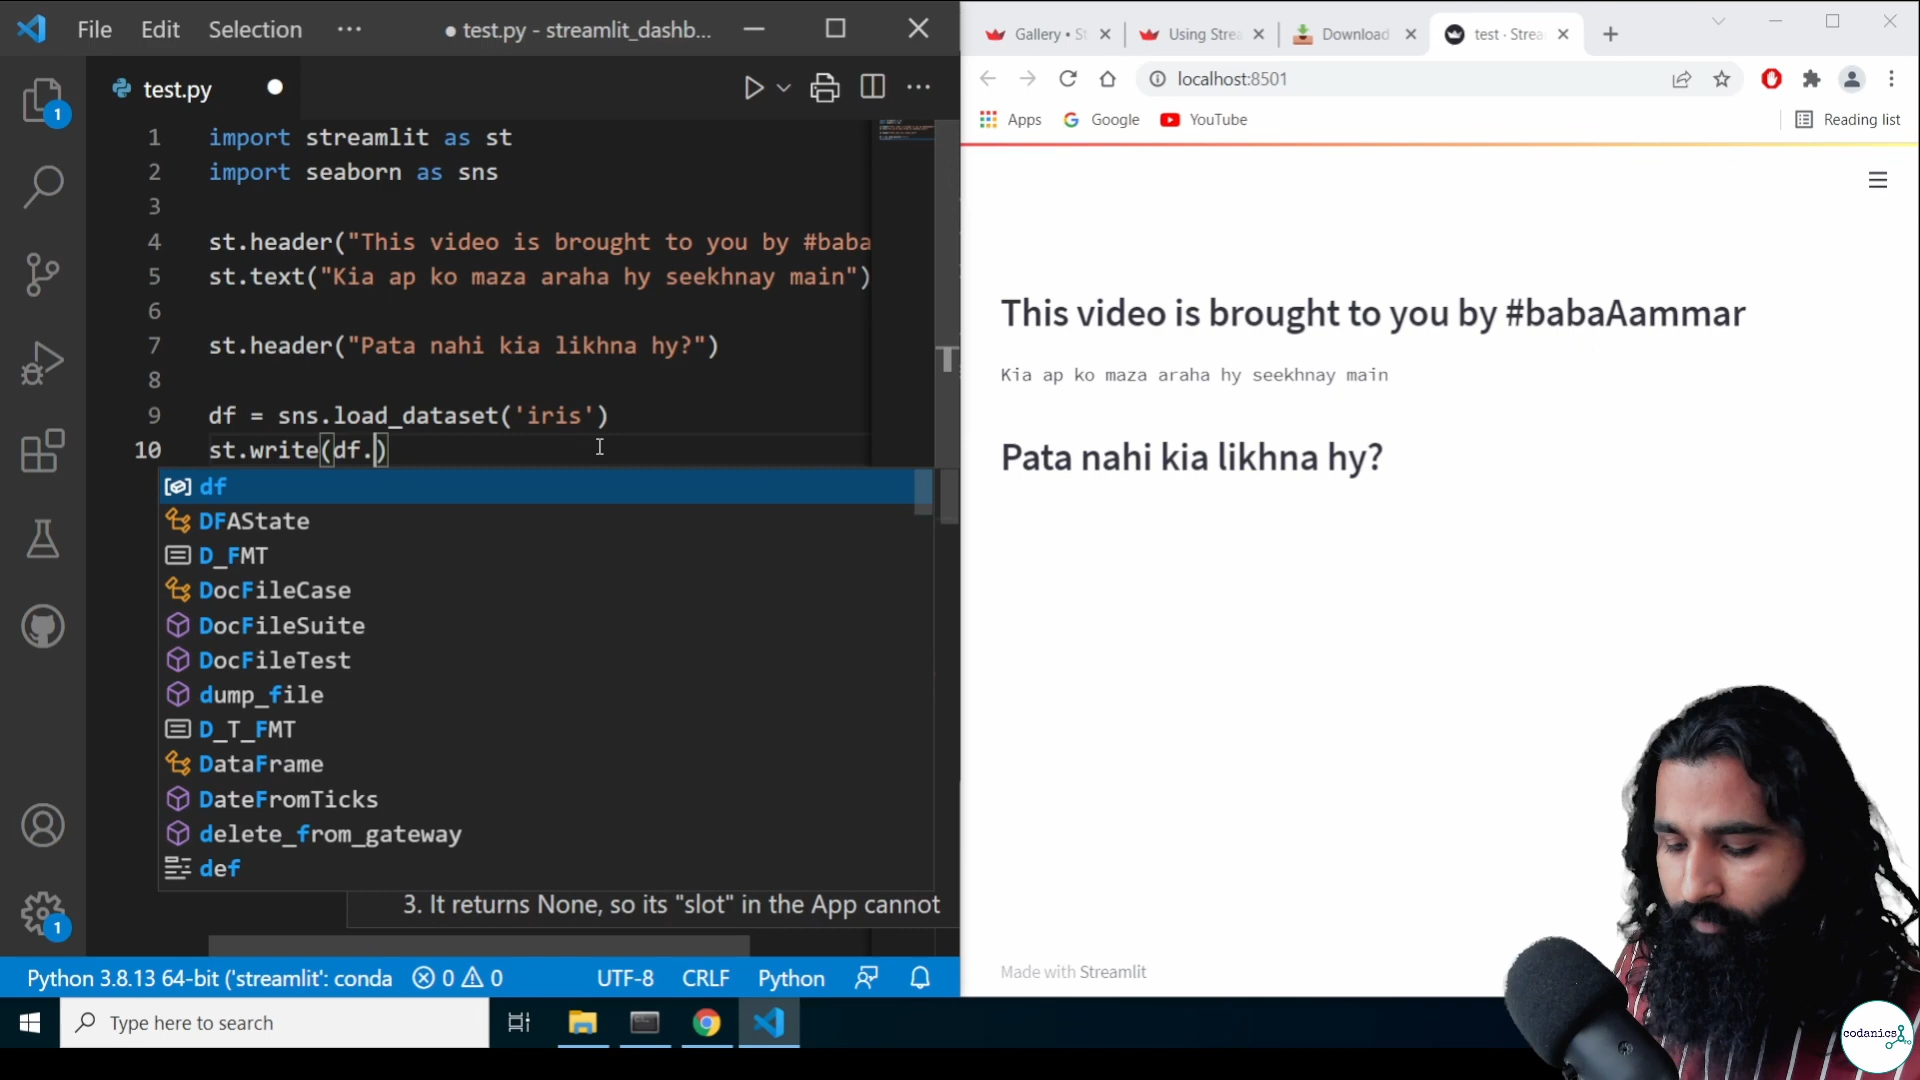 File Edit Selection ··· ● test.py - streamlit_dashb...
test.py
1 import streamlit as st
2 import seaborn as sns
3
4 st.header("This video is brought to you by #baba
5 st.text("Kia ap ko maza araha hy seekhnay main")
6
7 st.header("Pata nahi kia likhna hy?")
8
9 df = sns.load_dataset('iris')
10 st.write(df.)
df
DFAState
D_FMT
DocFileCase
DocFileSuite
DocFileTest
dump_file
D_T_FMT
DataFrame
DateFromTicks
delete_from_gateway
def
3. It returns None, so its "slot" in the App cannot
1
1
Python 3.8.13 64-bit ('streamlit': conda 0 0 UTF-8 CRLF Python
Type here to search
Gallery • St Using Strea Download test · Strea
localhost:8501
Apps Google YouTube Reading list
This video is brought to you by #babaAammar
Kia ap ko maza araha hy seekhnay main
Pata nahi kia likhna hy?
Made with Streamlit
codanics